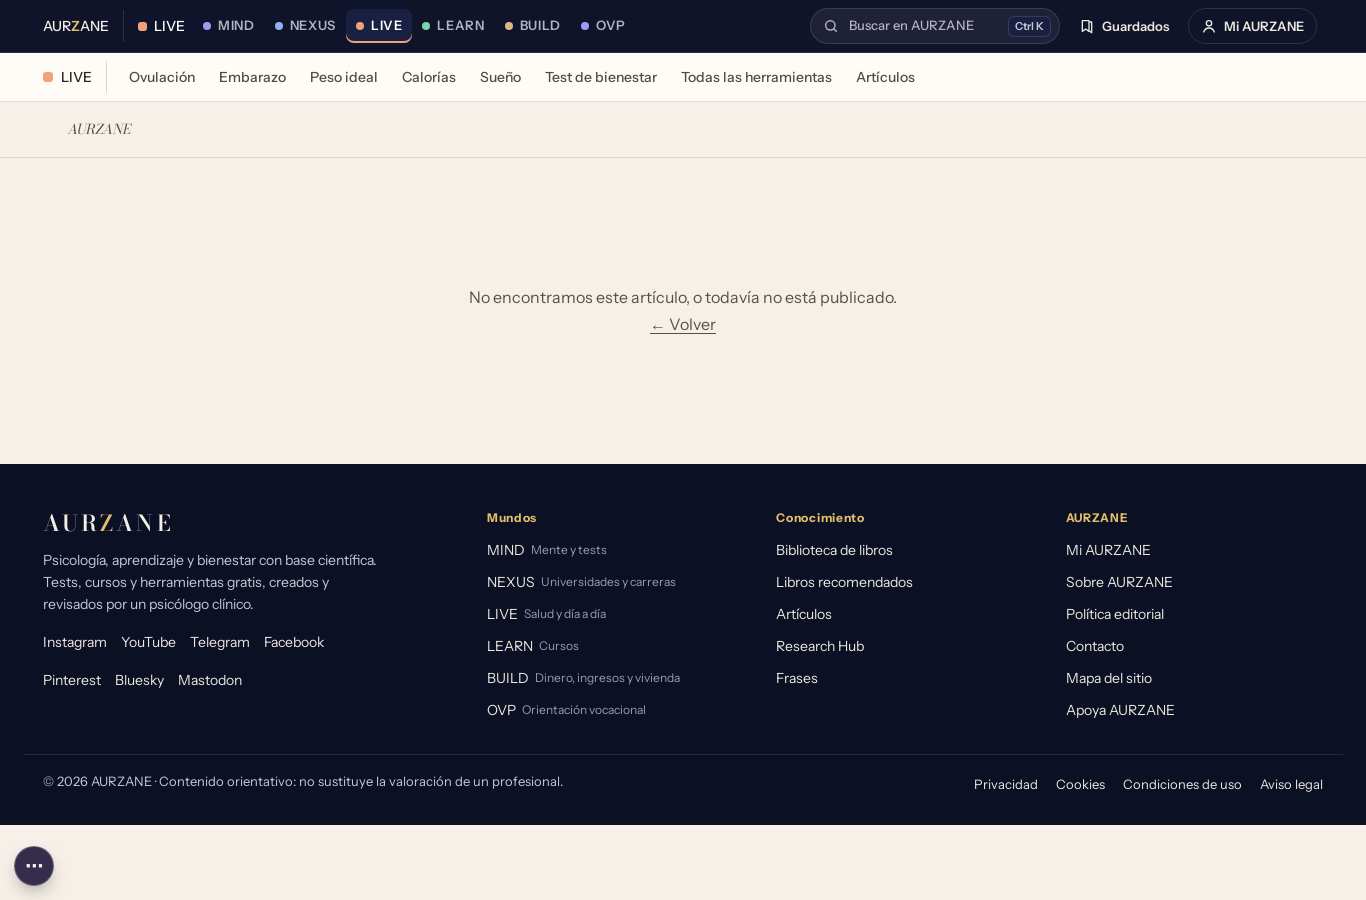 AURZANE LIVE MIND NEXUS LIVE LEARN BUILD OVP Buscar en AURZANE Ctrl K Guardados Mi AURZANE
LIVE Ovulación Embarazo Peso ideal Calorías Sueño Test de bienestar Todas las herramientas Artículos
AURZANE
No encontramos este artículo, o todavía no está publicado.
← Volver
AURZANE
Psicología, aprendizaje y bienestar con base científica.
Tests, cursos y herramientas gratis, creados y
revisados por un psicólogo clínico.
Instagram YouTube Telegram Facebook
Pinterest Bluesky Mastodon
Mundos
MIND Mente y tests
NEXUS Universidades y carreras
LIVE Salud y día a día
LEARN Cursos
BUILD Dinero, ingresos y vivienda
OVP Orientación vocacional
Conocimiento
Biblioteca de libros
Libros recomendados
Artículos
Research Hub
Frases
AURZANE
Mi AURZANE
Sobre AURZANE
Política editorial
Contacto
Mapa del sitio
Apoya AURZANE
© 2026 AURZANE · Contenido orientativo: no sustituye la valoración de un profesional.
Privacidad Cookies Condiciones de uso Aviso legal